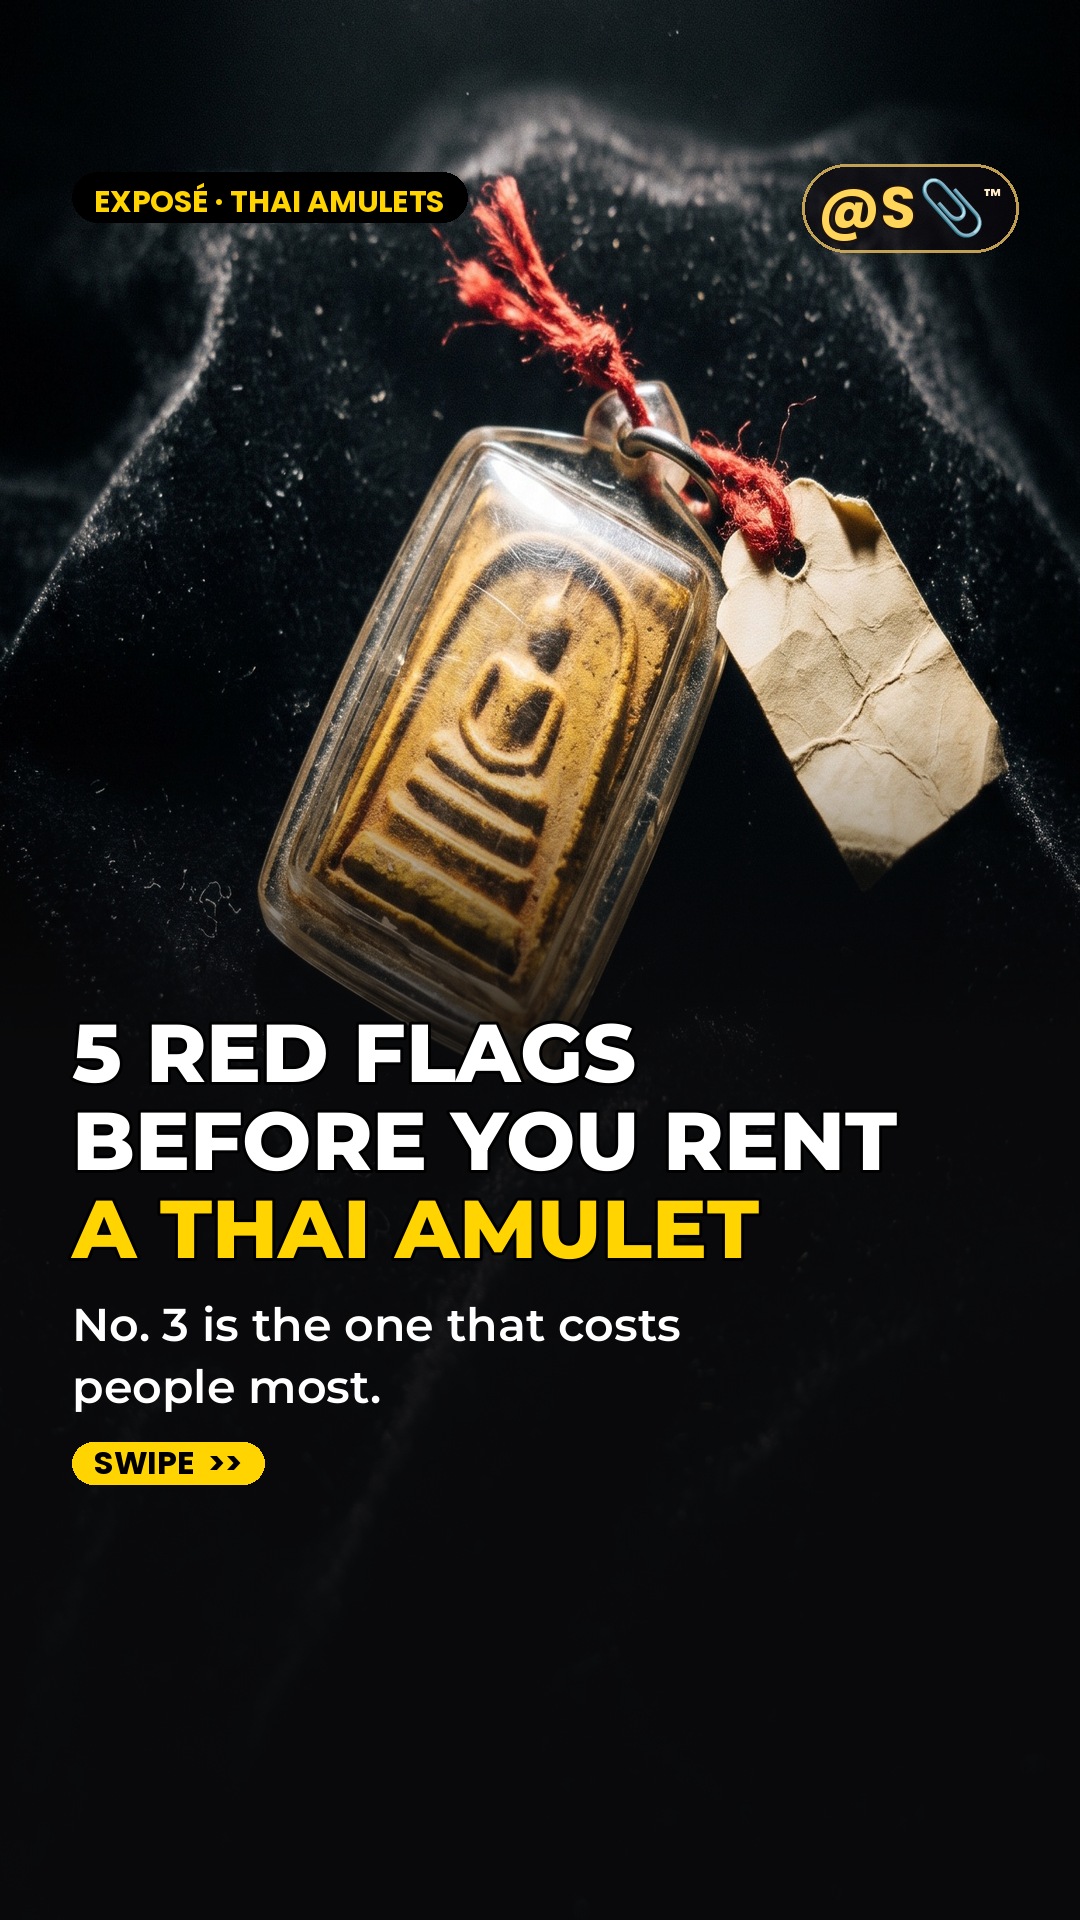 EXPOSÉ · THAI AMULETS
@S📎™
5 RED FLAGS
BEFORE YOU RENT
A THAI AMULET
No. 3 is the one that costs
people most.
SWIPE >>